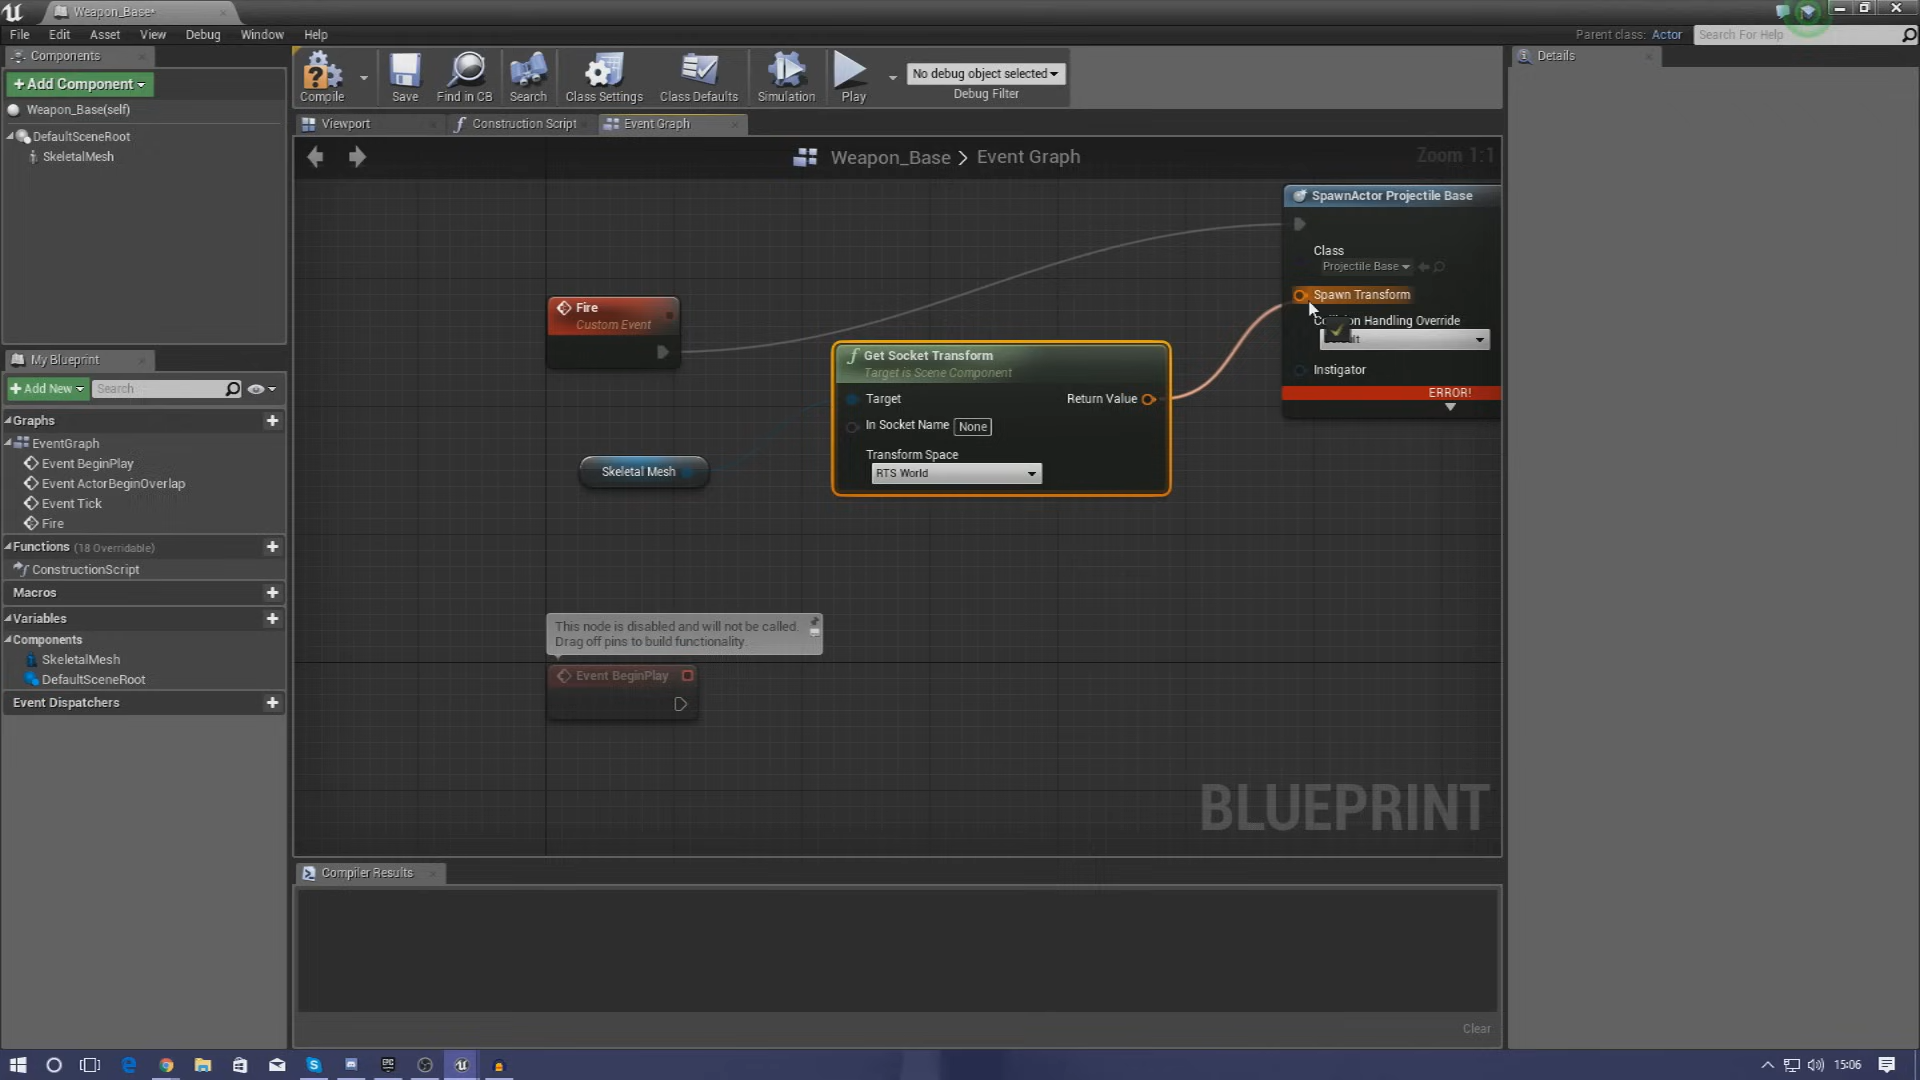 Weapon_Base*
File Edit Asset View Debug Window Help
Parent class: Actor
Search For Help
Components
+Add Component
Weapon_Base(self)
DefaultSceneRoot
SkeletalMesh
Compile
Save
Find in CB
Search
Class Settings
Class Defaults
Simulation
Play
No debug object selected
Debug Filter
Details
Viewport
Construction Script
Event Graph
Weapon_Base > Event Graph
Zoom 1:1
SpawnActor Projectile Base
Class
Projectile Base
Spawn Transform
Collision Handling Override
Instigator
ERROR!
Fire
Custom Event
Get Socket Transform
Target is Scene Component
Target
Return Value
In Socket Name None
Transform Space
RTS World
Skeletal Mesh
This node is disabled and will not be called.
Drag off pins to build functionality.
Event BeginPlay
BLUEPRINT
My Blueprint
+Add New
Search
Graphs
EventGraph
Event BeginPlay
Event ActorBeginOverlap
Event Tick
Fire
Functions (18 Overridable)
ConstructionScript
Macros
Variables
Components
SkeletalMesh
DefaultSceneRoot
Event Dispatchers
Compiler Results
Clear
15:06